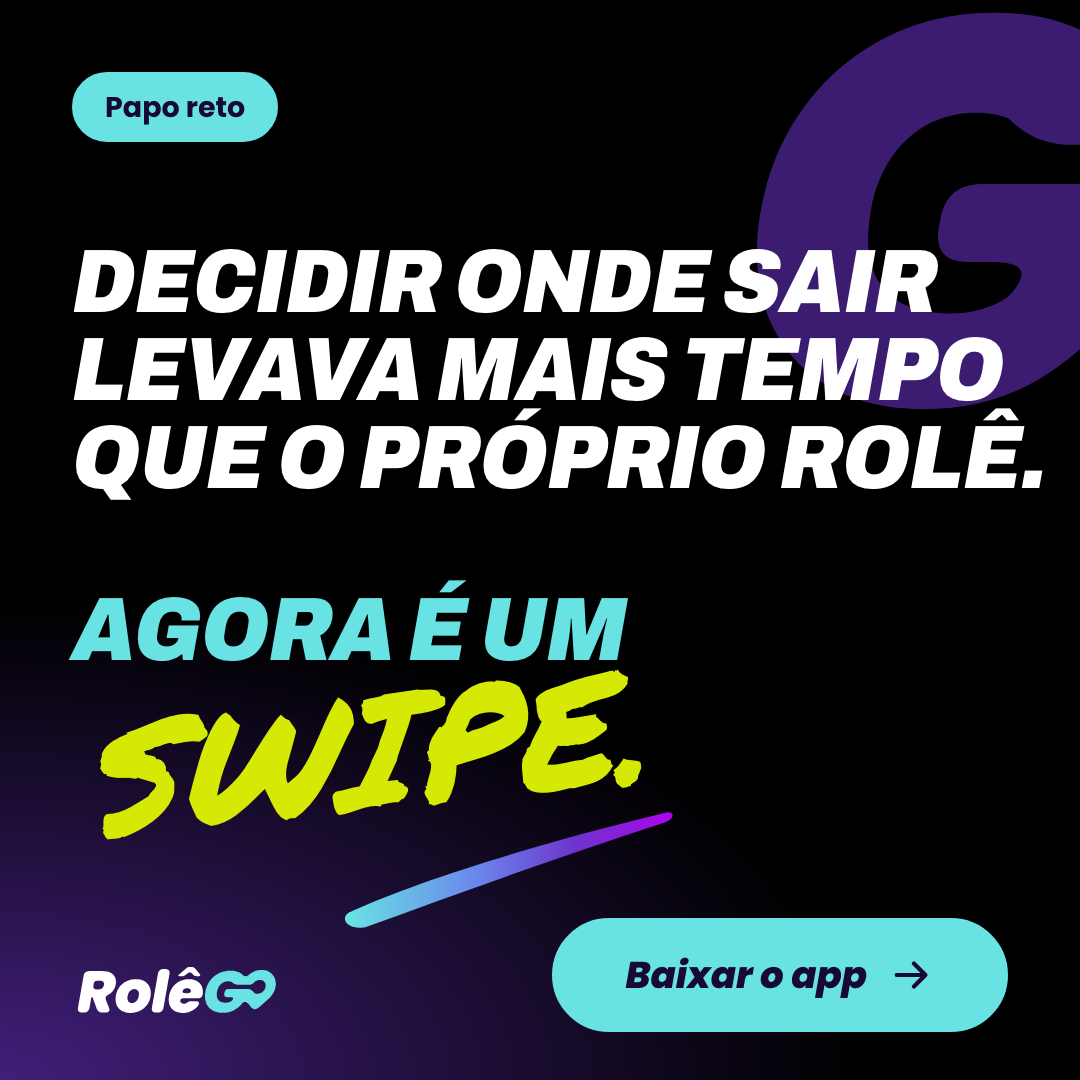 Papo reto
DECIDIR ONDE SAIR
LEVAVA MAIS TEMPO
QUE O PRÓPRIO ROLÊ.
AGORA É UM
SWIPE.
RolêGO
Baixar o app →